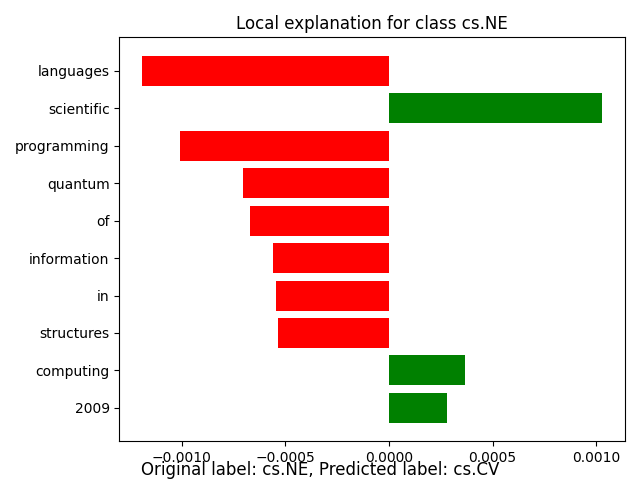 Local explanation for class cs.NE
languages
scientific
programming
quantum
of
information
in
structures
computing
2009
−0.0010 −0.0005 0.0000 0.0005 0.0010
Original label: cs.NE, Predicted label: cs.CV